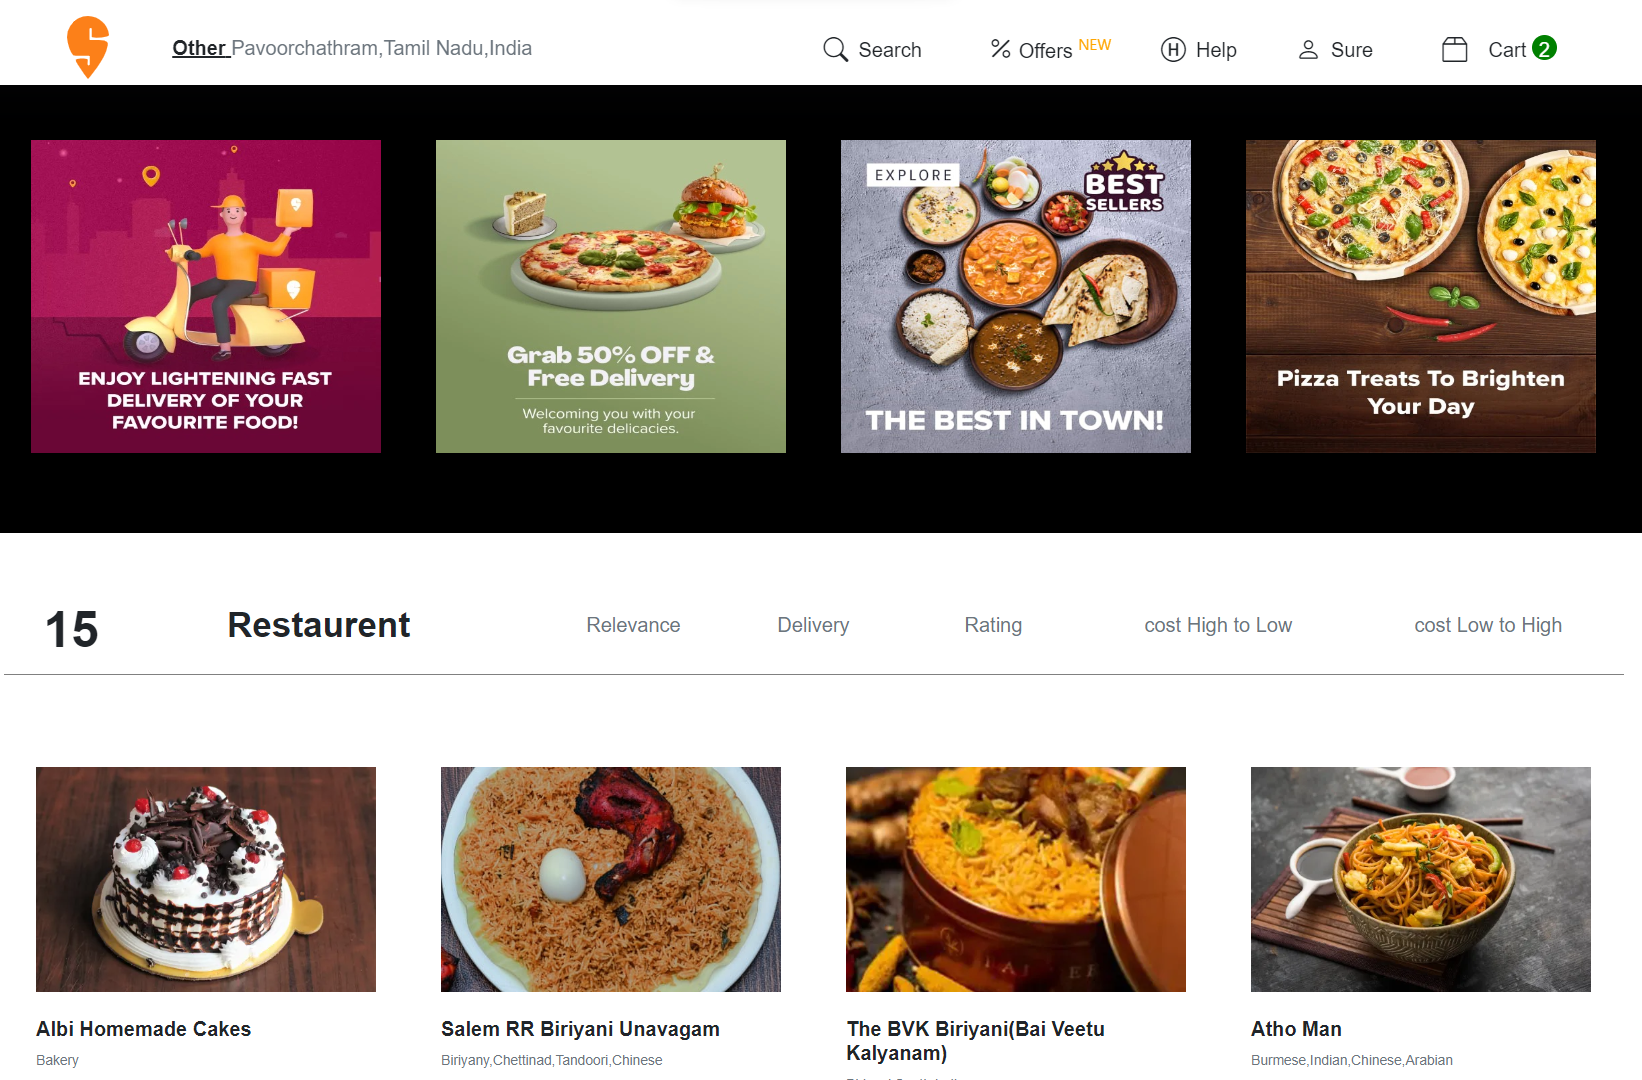 Other Pavoorchathram,Tamil Nadu,India
Search
Offers NEW
Help
Sure
Cart 2
ENJOY LIGHTENING FAST
DELIVERY OF YOUR
FAVOURITE FOOD!
Grab 50% OFF &
Free Delivery
Welcoming you with your
favourite delicacies.
EXPLORE
BEST
SELLERS
THE BEST IN TOWN!
Pizza Treats To Brighten
Your Day
15 Restaurent
Relevance
Delivery
Rating
cost High to Low
cost Low to High
Albi Homemade Cakes
Bakery
Salem RR Biriyani Unavagam
Biriyany,Chettinad,Tandoori,Chinese
The BVK Biriyani(Bai Veetu
Kalyanam)
Atho Man
Burmese,Indian,Chinese,Arabian